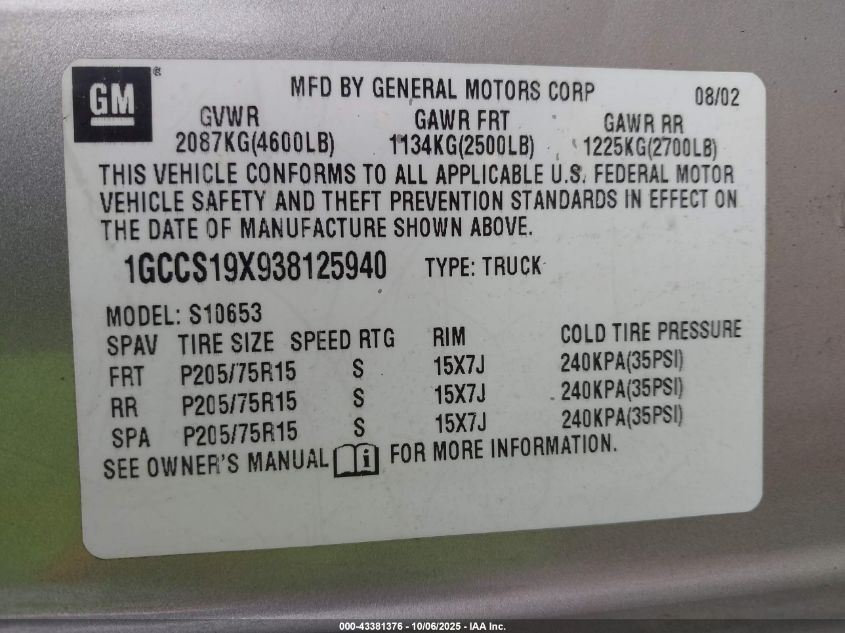 GM®
MFD BY GENERAL MOTORS CORP 08/02
GVWR GAWR FRT GAWR RR
2087KG(4600LB) 1134KG(2500LB) 1225KG(2700LB)
THIS VEHICLE CONFORMS TO ALL APPLICABLE U.S. FEDERAL MOTOR
VEHICLE SAFETY AND THEFT PREVENTION STANDARDS IN EFFECT ON
THE DATE OF MANUFACTURE SHOWN ABOVE.
1GCCS19X938125940 TYPE: TRUCK
MODEL: S10653
SPAV TIRE SIZE SPEED RTG RIM COLD TIRE PRESSURE
FRT P205/75R15 S 15X7J 240KPA(35PSI)
RR P205/75R15 S 15X7J 240KPA(35PSI)
SPA P205/75R15 S 15X7J 240KPA(35PSI)
SEE OWNER'S MANUAL i FOR MORE INFORMATION.
000-43381376 - 10/06/2025 - IAA Inc.